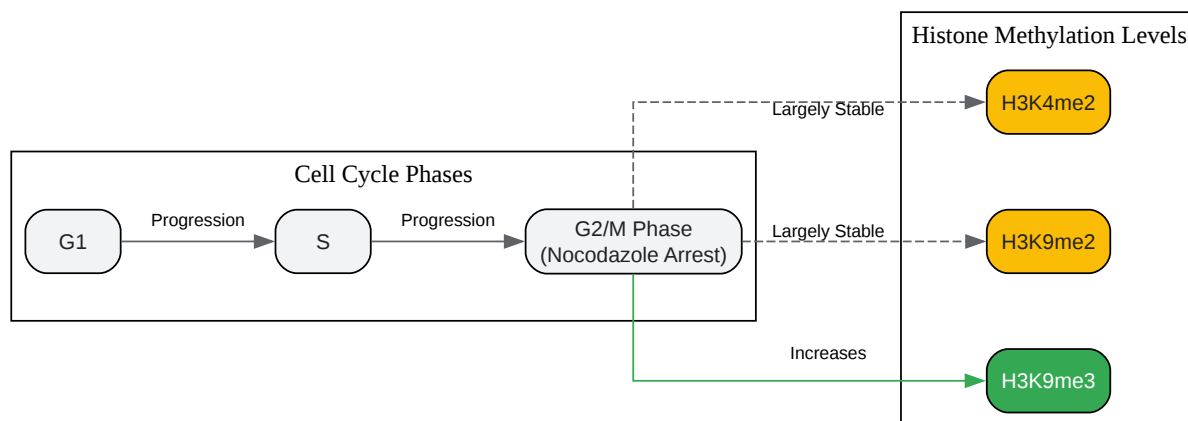 Histone Methylation Levels
H3K4me2
Largely Stable
Cell Cycle Phases
Progression
Progression
G1
S
G2/M Phase
(Nocodazole Arrest)
Largely Stable
H3K9me2
Increases
H3K9me3